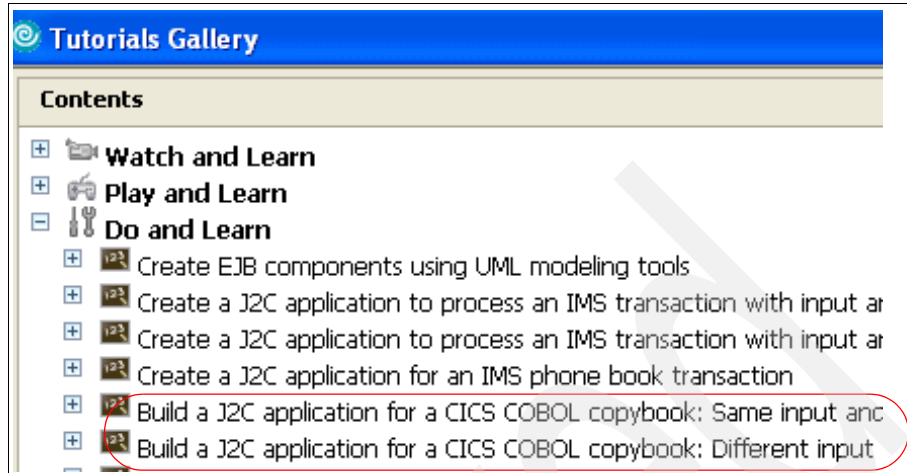 Tutorials Gallery
Contents
Watch and Learn
Play and Learn
Do and Learn
Create EJB components using UML modeling tools
Create a J2C application to process an IMS transaction with input ar
Create a J2C application to process an IMS transaction with input ar
Create a J2C application for an IMS phone book transaction
Build a J2C application for a CICS COBOL copybook: Same input and
Build a J2C application for a CICS COBOL copybook: Different input